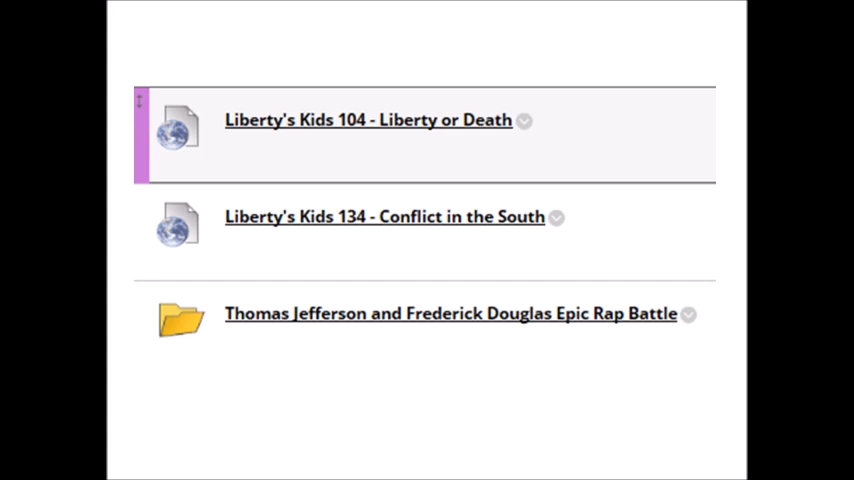 Liberty's Kids 104 - Liberty or Death
Liberty's Kids 134 - Conflict in the South
Thomas Jefferson and Frederick Douglas Epic Rap Battle